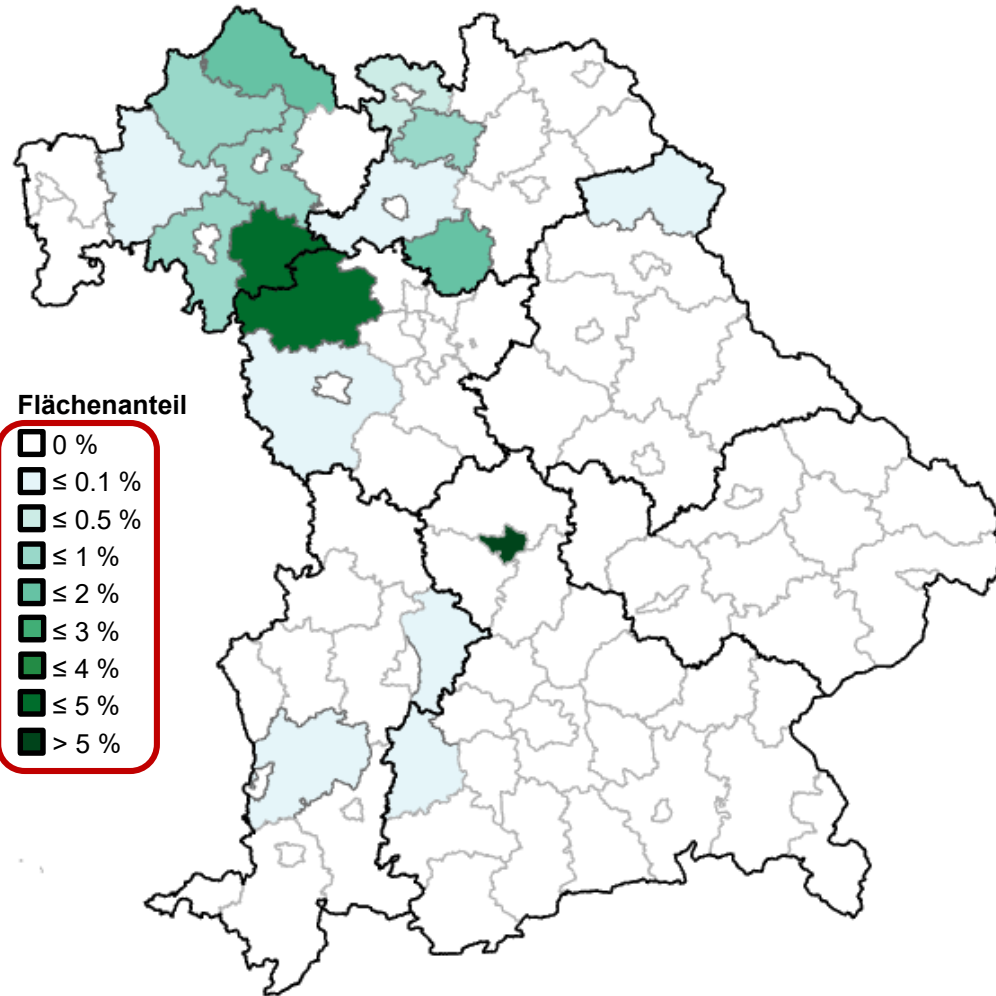 Flächenanteil
0 %
≤ 0.1 %
≤ 0.5 %
≤ 1 %
≤ 2 %
≤ 3 %
≤ 4 %
≤ 5 %
> 5 %